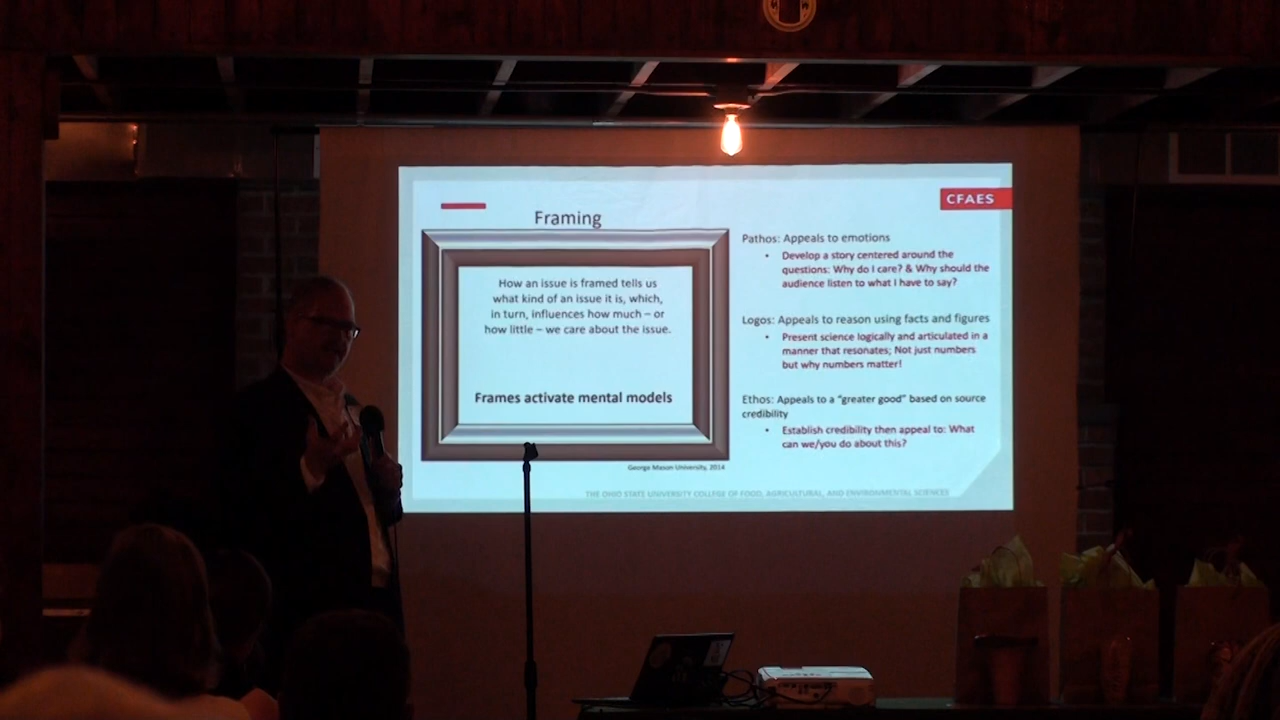 CFAES
Framing
How an issue is framed tells us
what kind of an issue it is, which,
in turn, influences how much – or
how little – we care about the issue.
Frames activate mental models
George Mason University, 2014
Pathos: Appeals to emotions
• Develop a story centered around the
questions: Why do I care? & Why should the
audience listen to what I have to say?
Logos: Appeals to reason using facts and figures
• Present science logically and articulated in a
manner that resonates; Not just numbers
but why numbers matter!
Ethos: Appeals to a “greater good” based on source
credibility
• Establish credibility then appeal to: What
can we/you do about this?
THE OHIO STATE UNIVERSITY COLLEGE OF FOOD, AGRICULTURAL, AND ENVIRONMENTAL SCIENCES